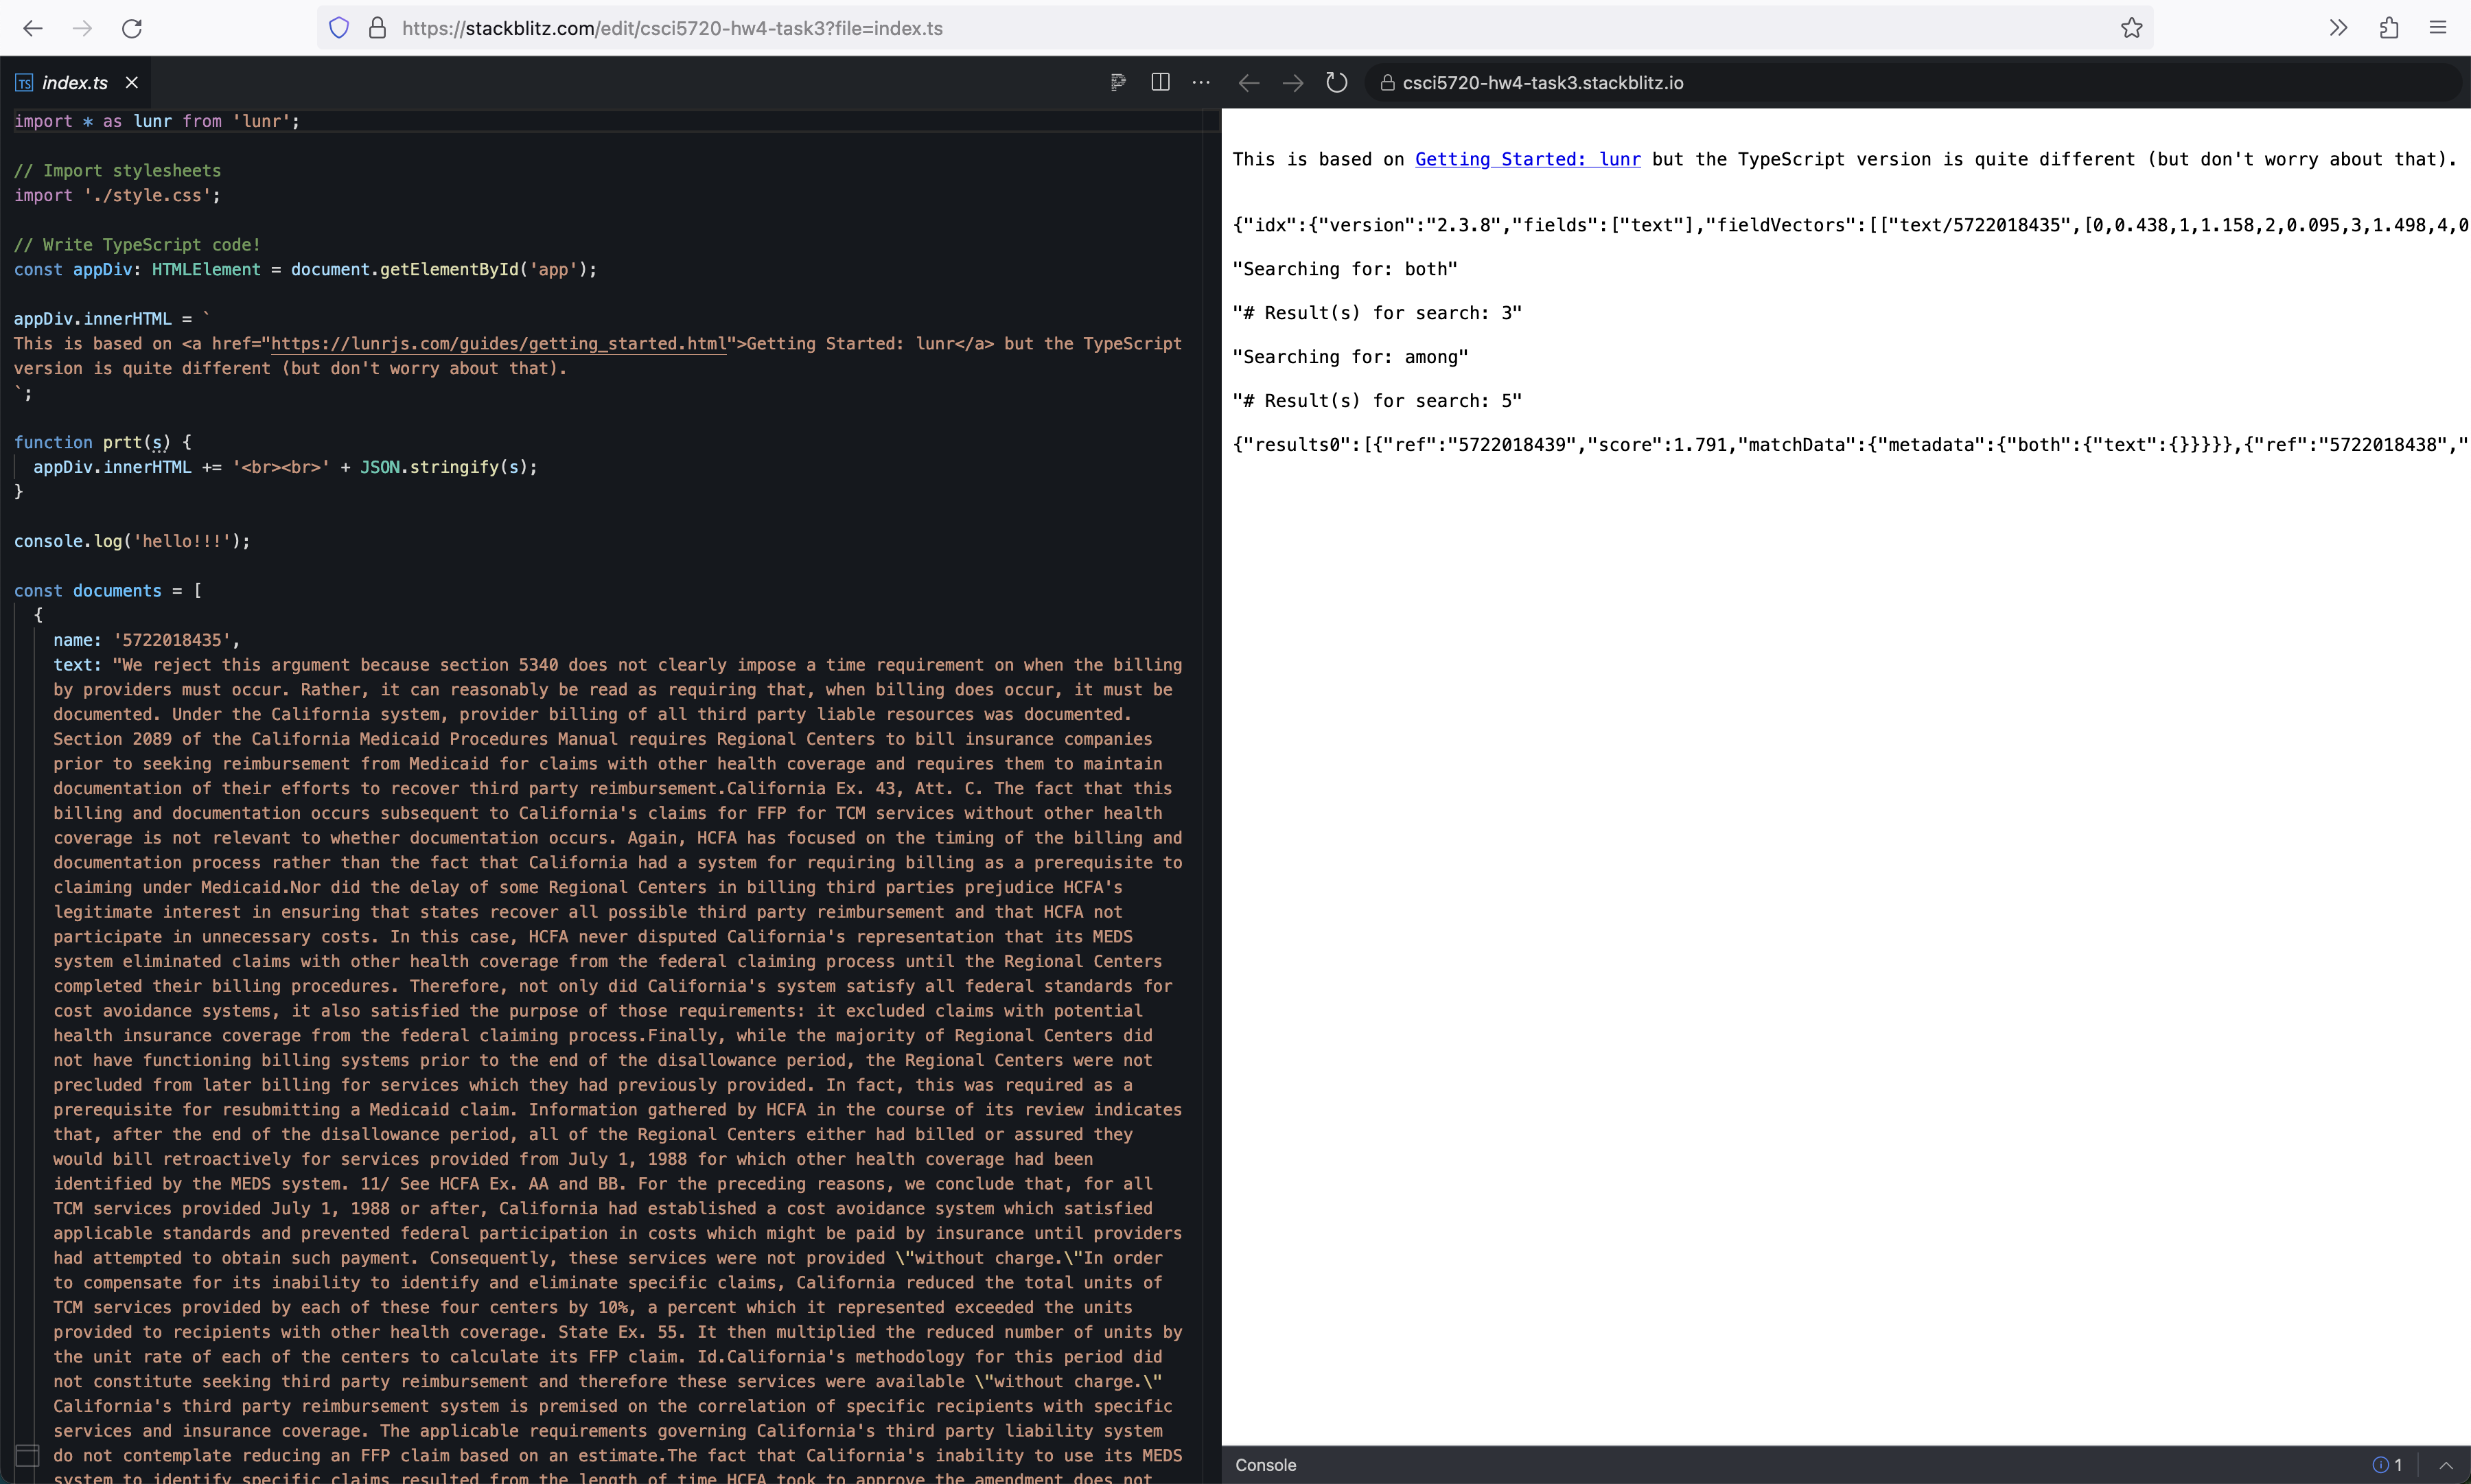 https://stackblitz.com/edit/csci5720-hw4-task3?file=index.ts
TS index.ts
csci5720-hw4-task3.stackblitz.io
import * as lunr from 'lunr';
// Import stylesheets
import './style.css';
// Write TypeScript code!
const appDiv: HTMLElement = document.getElementById('app');
appDiv.innerHTML = `
This is based on <a href="https://lunrjs.com/guides/getting_started.html">Getting Started: lunr</a> but the TypeScript
version is quite different (but don't worry about that).
`;
function prtt(s) {
appDiv.innerHTML += '<br><br>' + JSON.stringify(s);
}
console.log('hello!!!');
const documents = [
{
name: '5722018435',
text: "We reject this argument because section 5340 does not clearly impose a time requirement on when the billing
by providers must occur. Rather, it can reasonably be read as requiring that, when billing does occur, it must be
documented. Under the California system, provider billing of all third party liable resources was documented.
Section 2089 of the California Medicaid Procedures Manual requires Regional Centers to bill insurance companies
prior to seeking reimbursement from Medicaid for claims with other health coverage and requires them to maintain
documentation of their efforts to recover third party reimbursement.California Ex. 43, Att. C. The fact that this
billing and documentation occurs subsequent to California's claims for FFP for TCM services without other health
coverage is not relevant to whether documentation occurs. Again, HCFA has focused on the timing of the billing and
documentation process rather than the fact that California had a system for requiring billing as a prerequisite to
claiming under Medicaid.Nor did the delay of some Regional Centers in billing third parties prejudice HCFA's
legitimate interest in ensuring that states recover all possible third party reimbursement and that HCFA not
participate in unnecessary costs. In this case, HCFA never disputed California's representation that its MEDS
system eliminated claims with other health coverage from the federal claiming process until the Regional Centers
completed their billing procedures. Therefore, not only did California's system satisfy all federal standards for
cost avoidance systems, it also satisfied the purpose of those requirements: it excluded claims with potential
health insurance coverage from the federal claiming process.Finally, while the majority of Regional Centers did
not have functioning billing systems prior to the end of the disallowance period, the Regional Centers were not
precluded from later billing for services which they had previously provided. In fact, this was required as a
prerequisite for resubmitting a Medicaid claim. Information gathered by HCFA in the course of its review indicates
that, after the end of the disallowance period, all of the Regional Centers either had billed or assured they
would bill retroactively for services provided from July 1, 1988 for which other health coverage had been
identified by the MEDS system. 11/ See HCFA Ex. AA and BB. For the preceding reasons, we conclude that, for all
TCM services provided July 1, 1988 or after, California had established a cost avoidance system which satisfied
applicable standards and prevented federal participation in costs which might be paid by insurance until providers
had attempted to obtain such payment. Consequently, these services were not provided \"without charge.\"In order
to compensate for its inability to identify and eliminate specific claims, California reduced the total units of
TCM services provided by each of these four centers by 10%, a percent which it represented exceeded the units
provided to recipients with other health coverage. State Ex. 55. It then multiplied the reduced number of units by
the unit rate of each of the centers to calculate its FFP claim. Id.California's methodology for this period did
not constitute seeking third party reimbursement and therefore these services were available \"without charge.\"
California's third party reimbursement system is premised on the correlation of specific recipients with specific
services and insurance coverage. The applicable requirements governing California's third party liability system
do not contemplate reducing an FFP claim based on an estimate.The fact that California's inability to use its MEDS
system to identify specific claims resulted from the length of time HCFA took to approve the amendment does not
This is based on Getting Started: lunr but the TypeScript version is quite different (but don't worry about that).
{"idx":{"version":"2.3.8","fields":["text"],"fieldVectors":[["text/5722018435",[0,0.438,1,1.158,2,0.095,3,1.498,4,0
"Searching for: both"
"# Result(s) for search: 3"
"Searching for: among"
"# Result(s) for search: 5"
{"results0":[{"ref":"5722018439","score":1.791,"matchData":{"metadata":{"both":{"text":{}}}}},{"ref":"5722018438","
Console
1